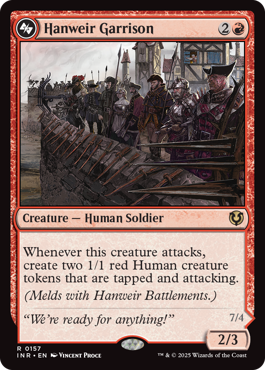 Hanweir Garrison 2
Creature — Human Soldier
Whenever this creature attacks,
create two 1/1 red Human creature
tokens that are tapped and attacking.
(Melds with Hanweir Battlements.)
“We’re ready for anything!” 7/4
2/3
R 0157
INR • EN Vincent Proce ™ & © 2025 Wizards of the Coast